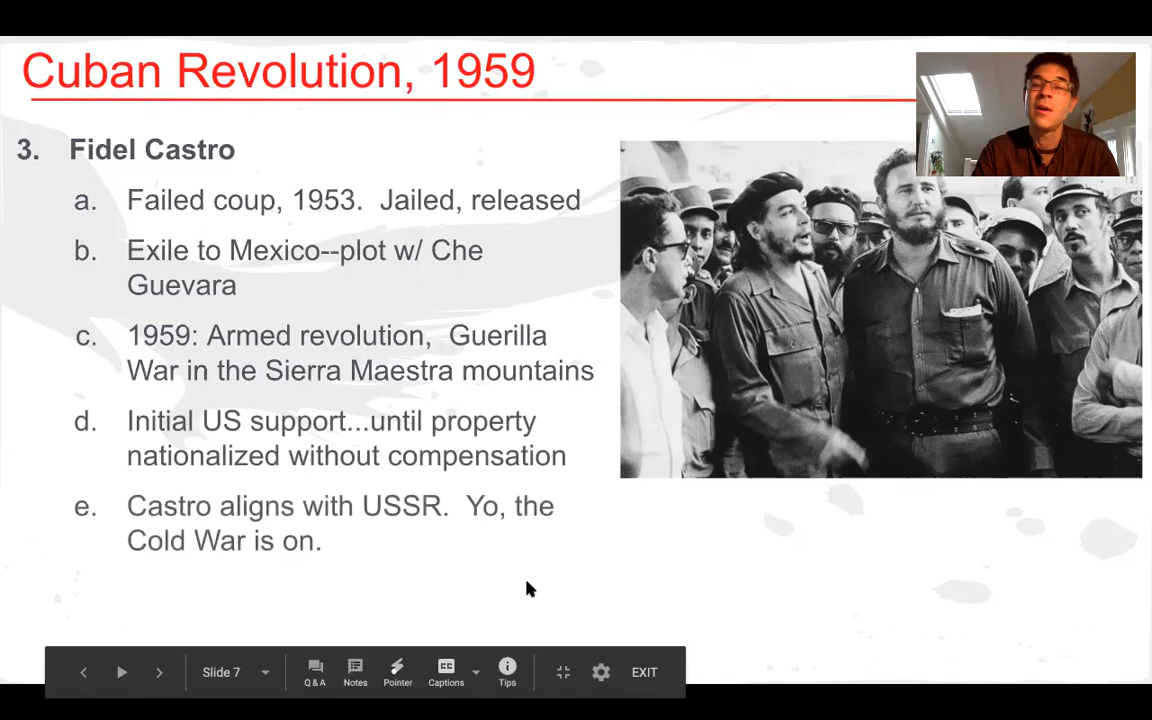 Cuban Revolution, 1959
3. Fidel Castro
a. Failed coup, 1953. Jailed, released
b. Exile to Mexico--plot w/ Che
Guevara
c. 1959: Armed revolution, Guerilla
War in the Sierra Maestra mountains
d. Initial US support...until property
nationalized without compensation
e. Castro aligns with USSR. Yo, the
Cold War is on.
Slide 7
Q & A
Notes
Pointer
CC
Captions
Tips
EXIT